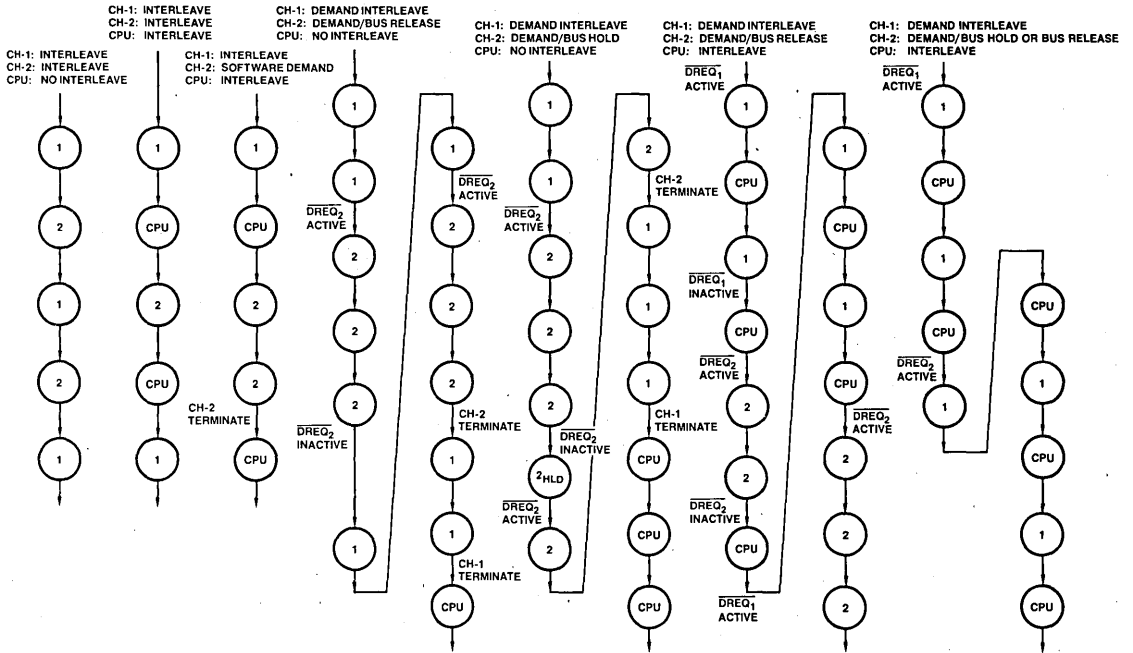 CH-1: INTERLEAVE
CH-2: INTERLEAVE
CPU: NO INTERLEAVE
1
2
1
2
1
CH-1: INTERLEAVE
CH-2: INTERLEAVE
CPU: INTERLEAVE
1
CPU
2
CPU
1
CH-1: INTERLEAVE
CH-2: SOFTWARE DEMAND
CPU: INTERLEAVE
1
CPU
2
2
CH-2
TERMINATE
CPU
CH-1: DEMAND INTERLEAVE
CH-2: DEMAND/BUS RELEASE
CPU: NO INTERLEAVE
1
1
DREQ2
ACTIVE
2
2
2
DREQ2
INACTIVE
1
1
DREQ2
ACTIVE
2
2
2
CH-2
TERMINATE
1
1
CH-1
TERMINATE
CPU
CH-1: DEMAND INTERLEAVE
CH-2: DEMAND/BUS HOLD
CPU: NO INTERLEAVE
1
1
DREQ2
ACTIVE
2
2
2
DREQ2
INACTIVE
2HLD
DREQ2
ACTIVE
2
2
CH-2
TERMINATE
1
1
1
CH-1
TERMINATE
CPU
CPU
CPU
CH-1: DEMAND INTERLEAVE
CH-2: DEMAND/BUS RELEASE
CPU: INTERLEAVE
DREQ1
ACTIVE
1
CPU
1
DREQ1
INACTIVE
CPU
DREQ2
ACTIVE
2
2
DREQ2
INACTIVE
CPU
DREQ1
ACTIVE
1
CPU
1
CPU
DREQ2
ACTIVE
2
2
2
CH-1: DEMAND INTERLEAVE
CH-2: DEMAND/BUS HOLD OR BUS RELEASE
CPU: INTERLEAVE
DREQ1
ACTIVE
1
CPU
1
CPU
DREQ2
ACTIVE
1
CPU
1
CPU
1
CPU